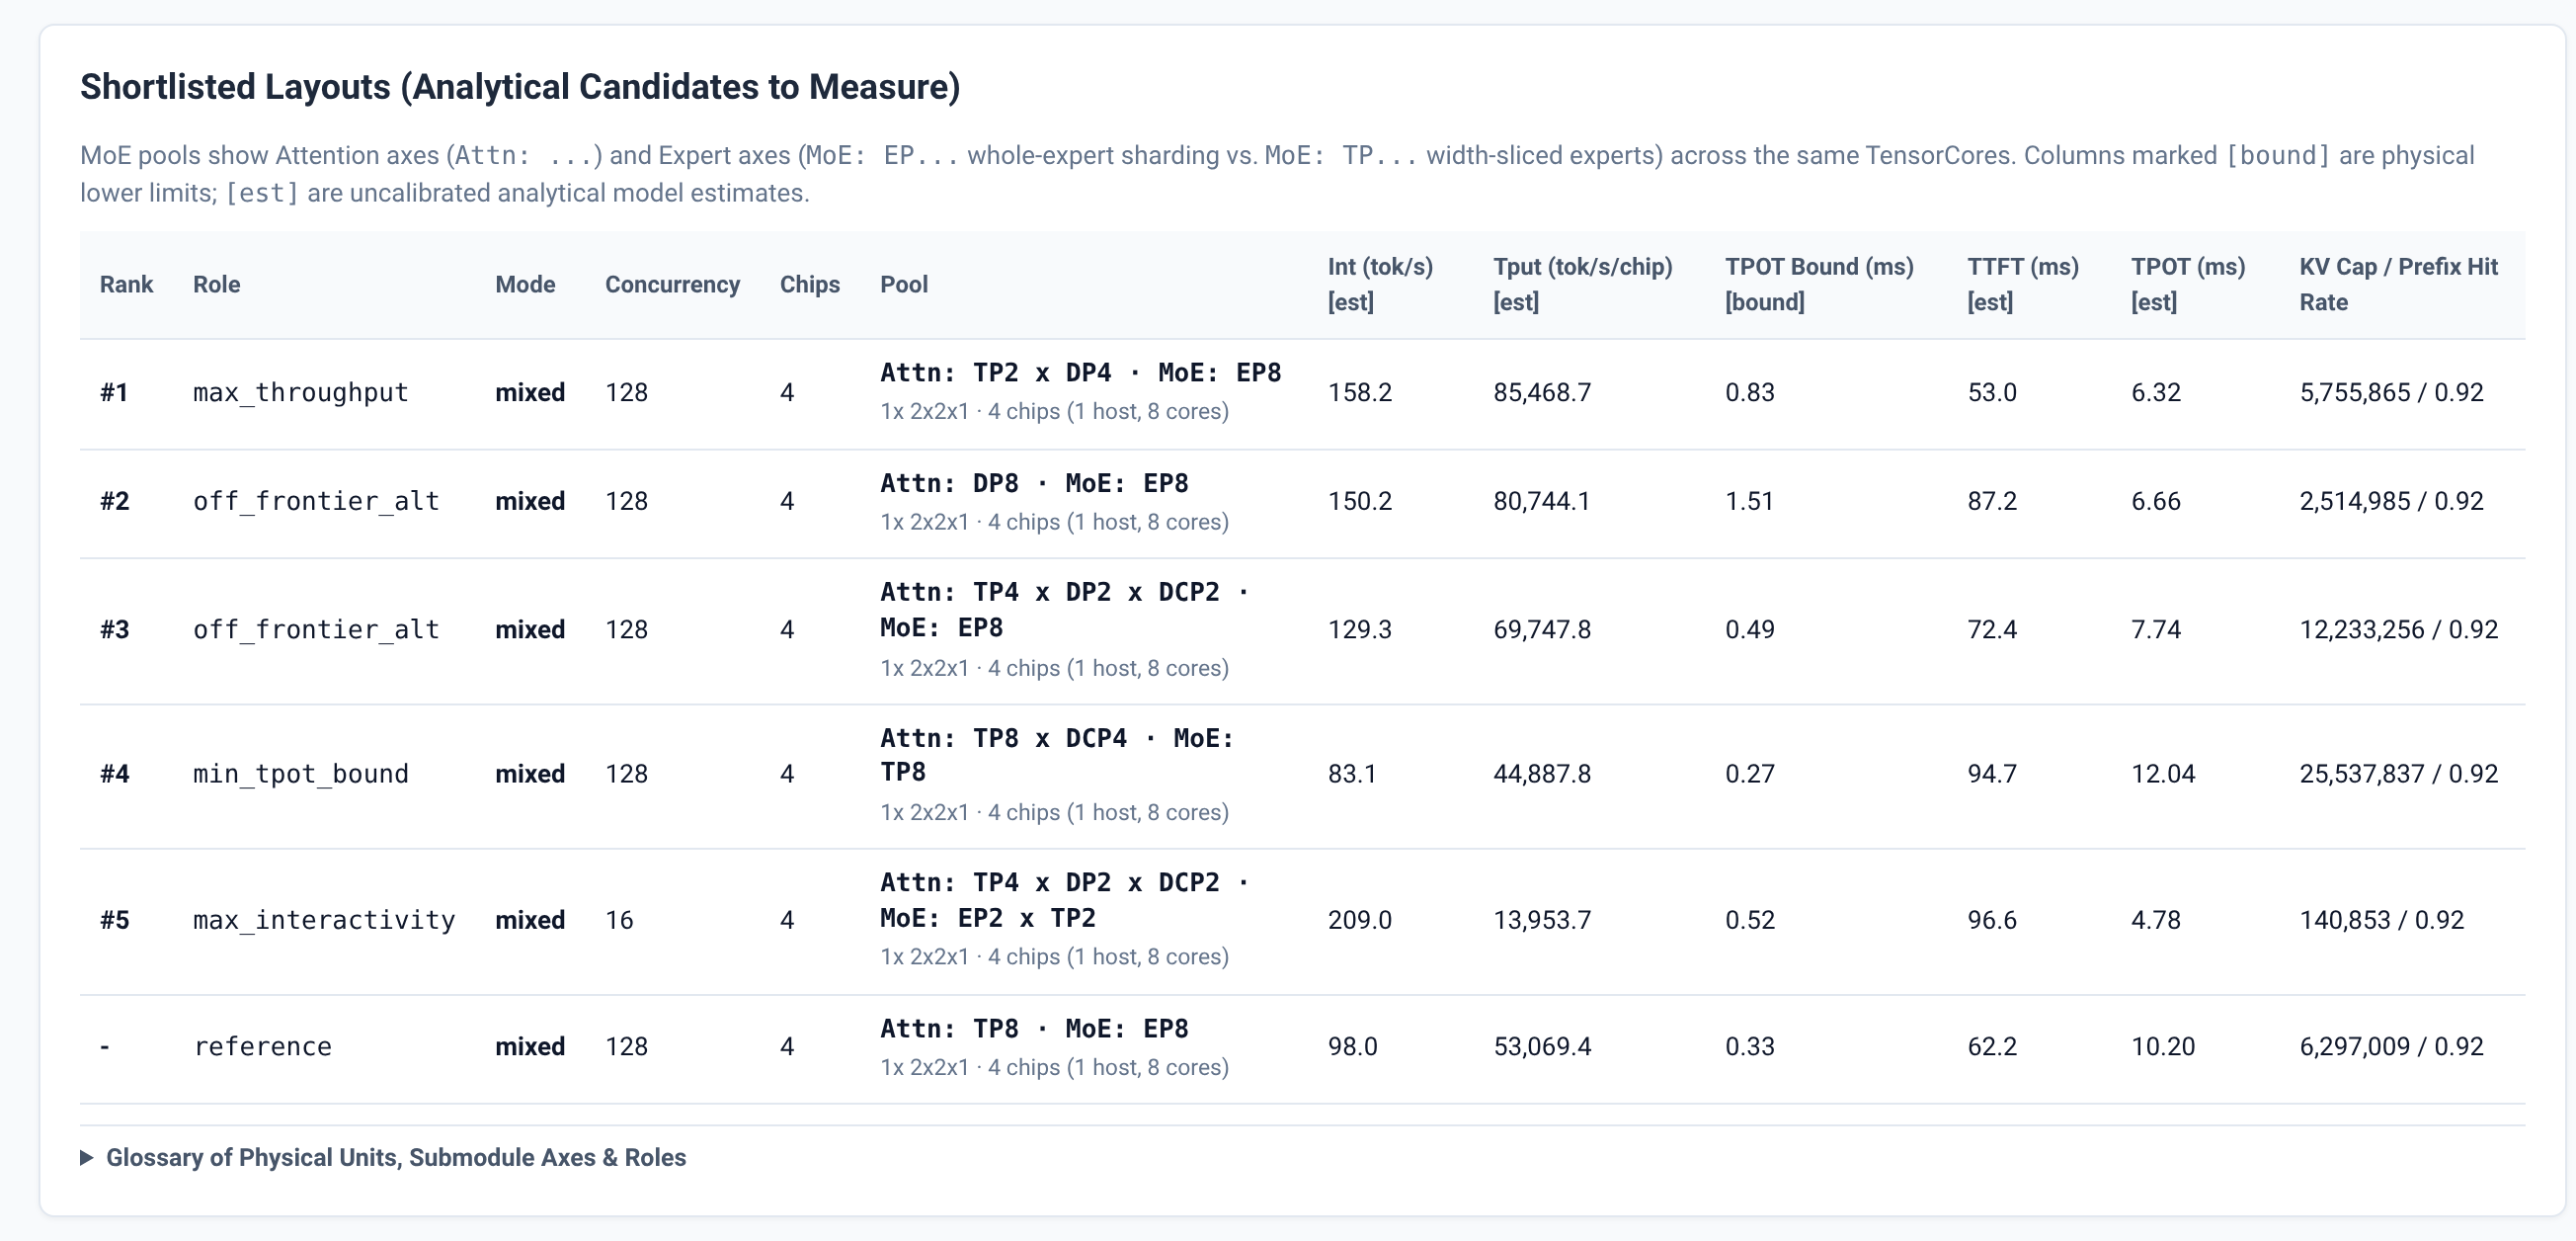 Shortlisted Layouts (Analytical Candidates to Measure)
MoE pools show Attention axes (Attn: ...) and Expert axes (MoE: EP... whole-expert sharding vs. MoE: TP... width-sliced experts) across the same TensorCores. Columns marked [bound] are physical
lower limits; [est] are uncalibrated analytical model estimates.
Rank Role Mode Concurrency Chips Pool Int (tok/s) [est] Tput (tok/s/chip) [est] TPOT Bound (ms) [bound] TTFT (ms) [est] TPOT (ms) [est] KV Cap / Prefix Hit Rate
#1 max_throughput mixed 128 4 Attn: TP2 x DP4 · MoE: EP8 158.2 85,468.7 0.83 53.0 6.32 5,755,865 / 0.92
1x 2x2x1 · 4 chips (1 host, 8 cores)
#2 off_frontier_alt mixed 128 4 Attn: DP8 · MoE: EP8 150.2 80,744.1 1.51 87.2 6.66 2,514,985 / 0.92
1x 2x2x1 · 4 chips (1 host, 8 cores)
#3 off_frontier_alt mixed 128 4 Attn: TP4 x DP2 x DCP2 · MoE: EP8 129.3 69,747.8 0.49 72.4 7.74 12,233,256 / 0.92
1x 2x2x1 · 4 chips (1 host, 8 cores)
#4 min_tpot_bound mixed 128 4 Attn: TP8 x DCP4 · MoE: TP8 83.1 44,887.8 0.27 94.7 12.04 25,537,837 / 0.92
1x 2x2x1 · 4 chips (1 host, 8 cores)
#5 max_interactivity mixed 16 4 Attn: TP4 x DP2 x DCP2 · MoE: EP2 x TP2 209.0 13,953.7 0.52 96.6 4.78 140,853 / 0.92
1x 2x2x1 · 4 chips (1 host, 8 cores)
- reference mixed 128 4 Attn: TP8 · MoE: EP8 98.0 53,069.4 0.33 62.2 10.20 6,297,009 / 0.92
1x 2x2x1 · 4 chips (1 host, 8 cores)
▶ Glossary of Physical Units, Submodule Axes & Roles